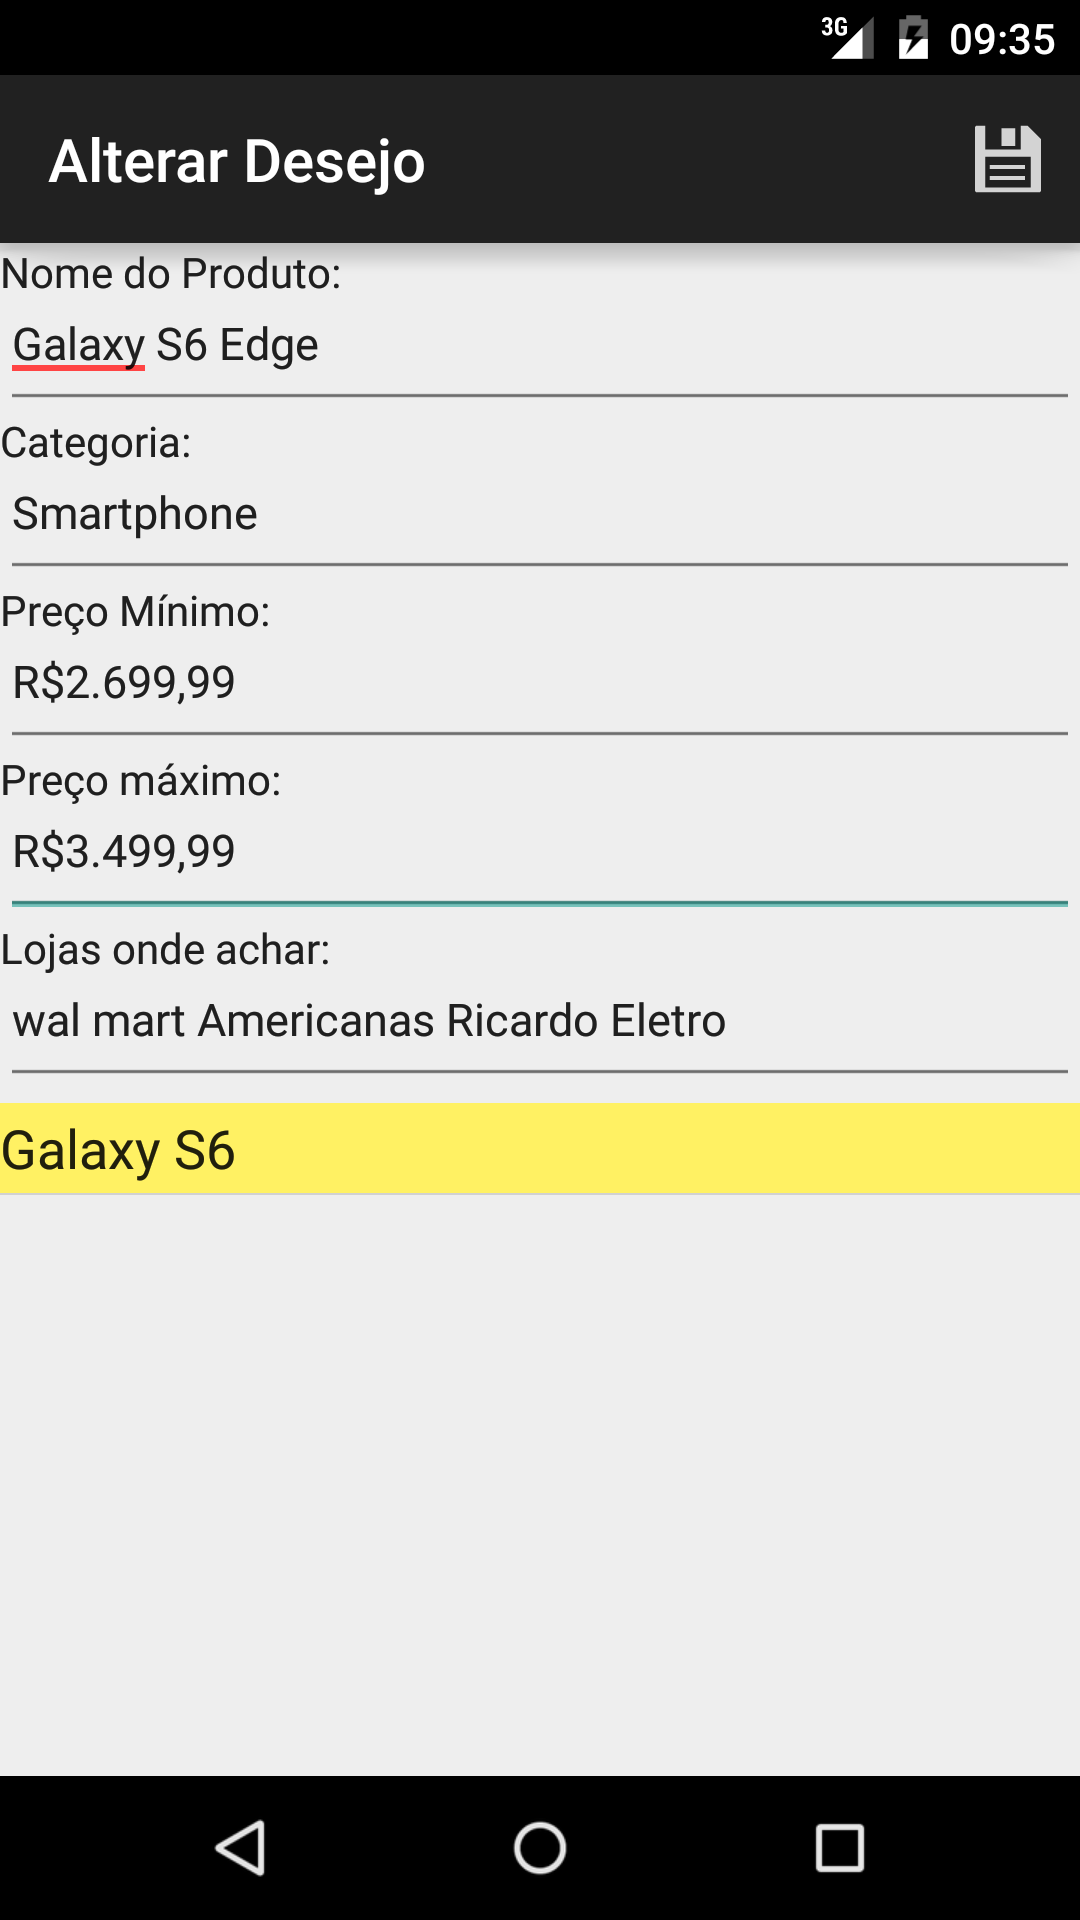 3G 09:35
Alterar Desejo
Nome do Produto:
Galaxy S6 Edge
Categoria:
Smartphone
Preço Mínimo:
R$2.699,99
Preço máximo:
R$3.499,99
Lojas onde achar:
wal mart Americanas Ricardo Eletro
Galaxy S6